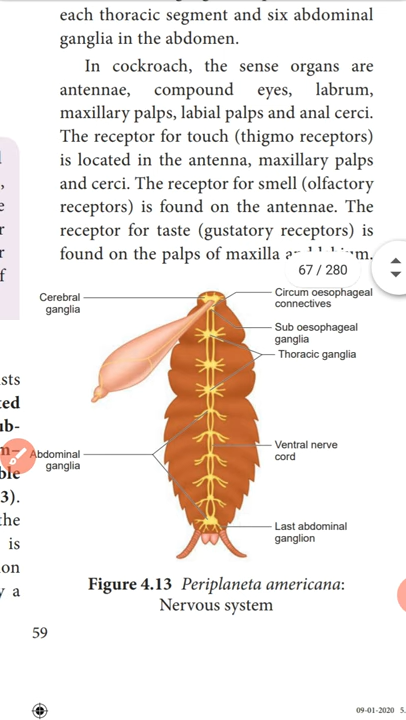 each thoracic segment and six abdominal
ganglia in the abdomen.
In cockroach, the sense organs are
antennae, compound eyes, labrum,
maxillary palps, labial palps and anal cerci.
The receptor for touch (thigmo receptors)
is located in the antenna, maxillary palps
and cerci. The receptor for smell (olfactory
receptors) is found on the antennae. The
receptor for taste (gustatory receptors) is
found on the palps of maxilla
67 / 280
Cerebral
ganglia
Circum oesophageal
connectives
Sub oesophageal
ganglia
Thoracic ganglia
Abdominal
ganglia
Ventral nerve
cord
Last abdominal
ganglion
Figure 4.13 Periplaneta americana:
Nervous system
59
09-01-2020 5.